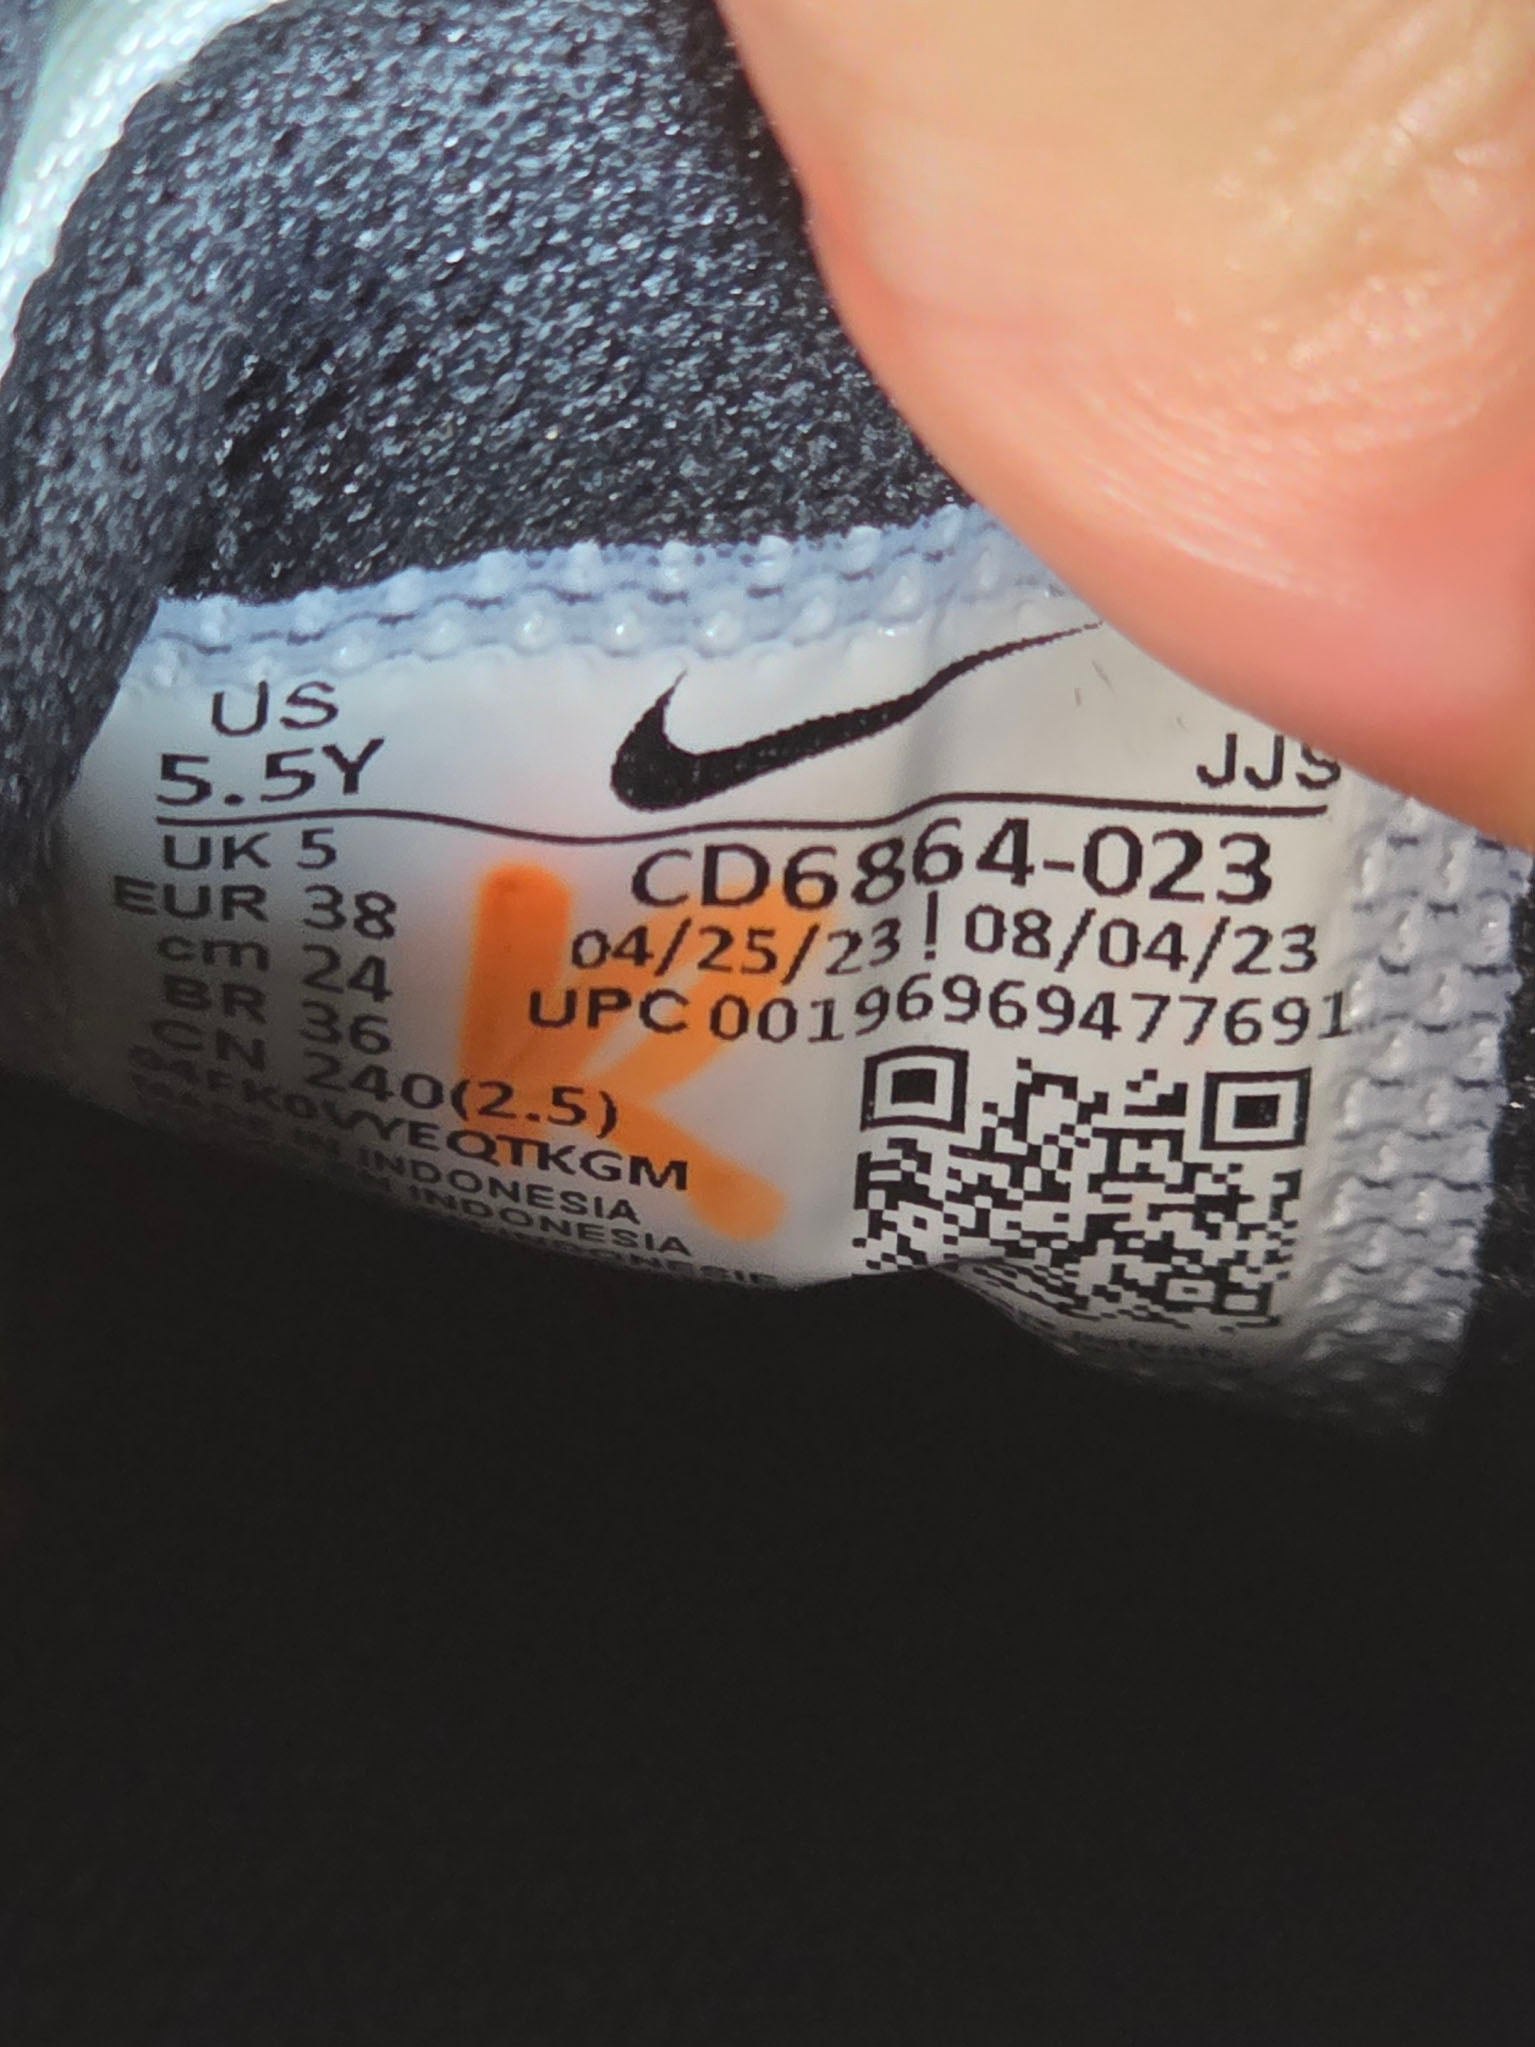 US
5.5Y
JJS
UK 5
EUR 38
cm 24
BR 36
CN 240(2.5)
CD6864-023
04/25/23 ! 08/04/23
UPC 00196969477691
IN INDONESIA
INDONESIA